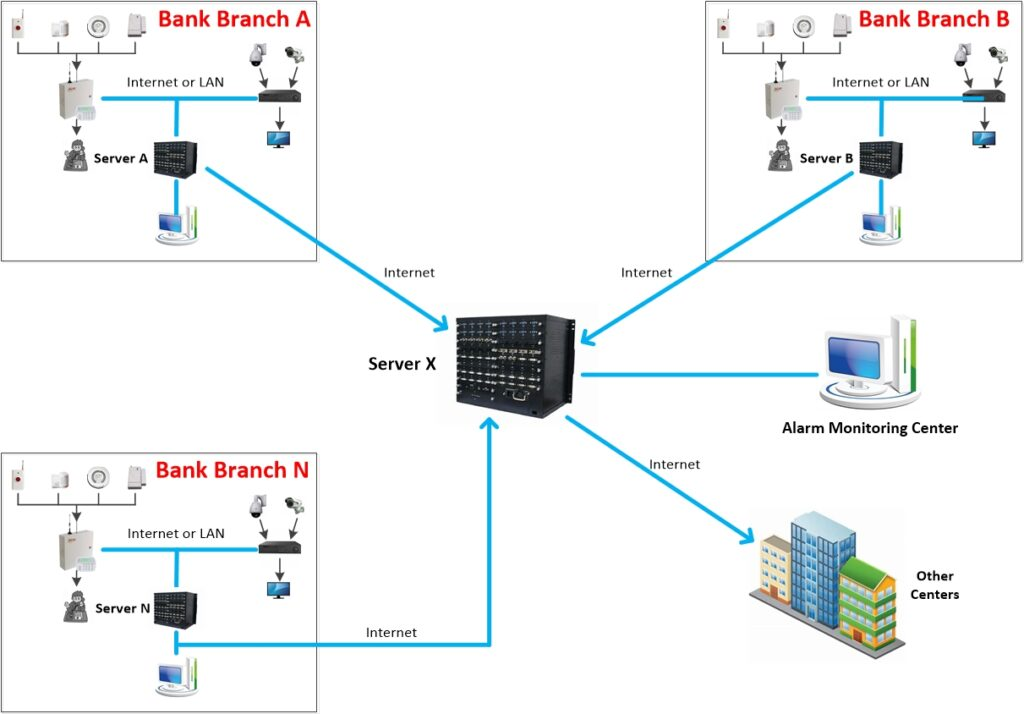 Bank Branch A
Internet or LAN
Server A
Bank Branch B
Internet or LAN
Server B
Internet
Internet
Server X
Alarm Monitoring Center
Bank Branch N
Internet or LAN
Server N
Internet
Internet
Other
Centers